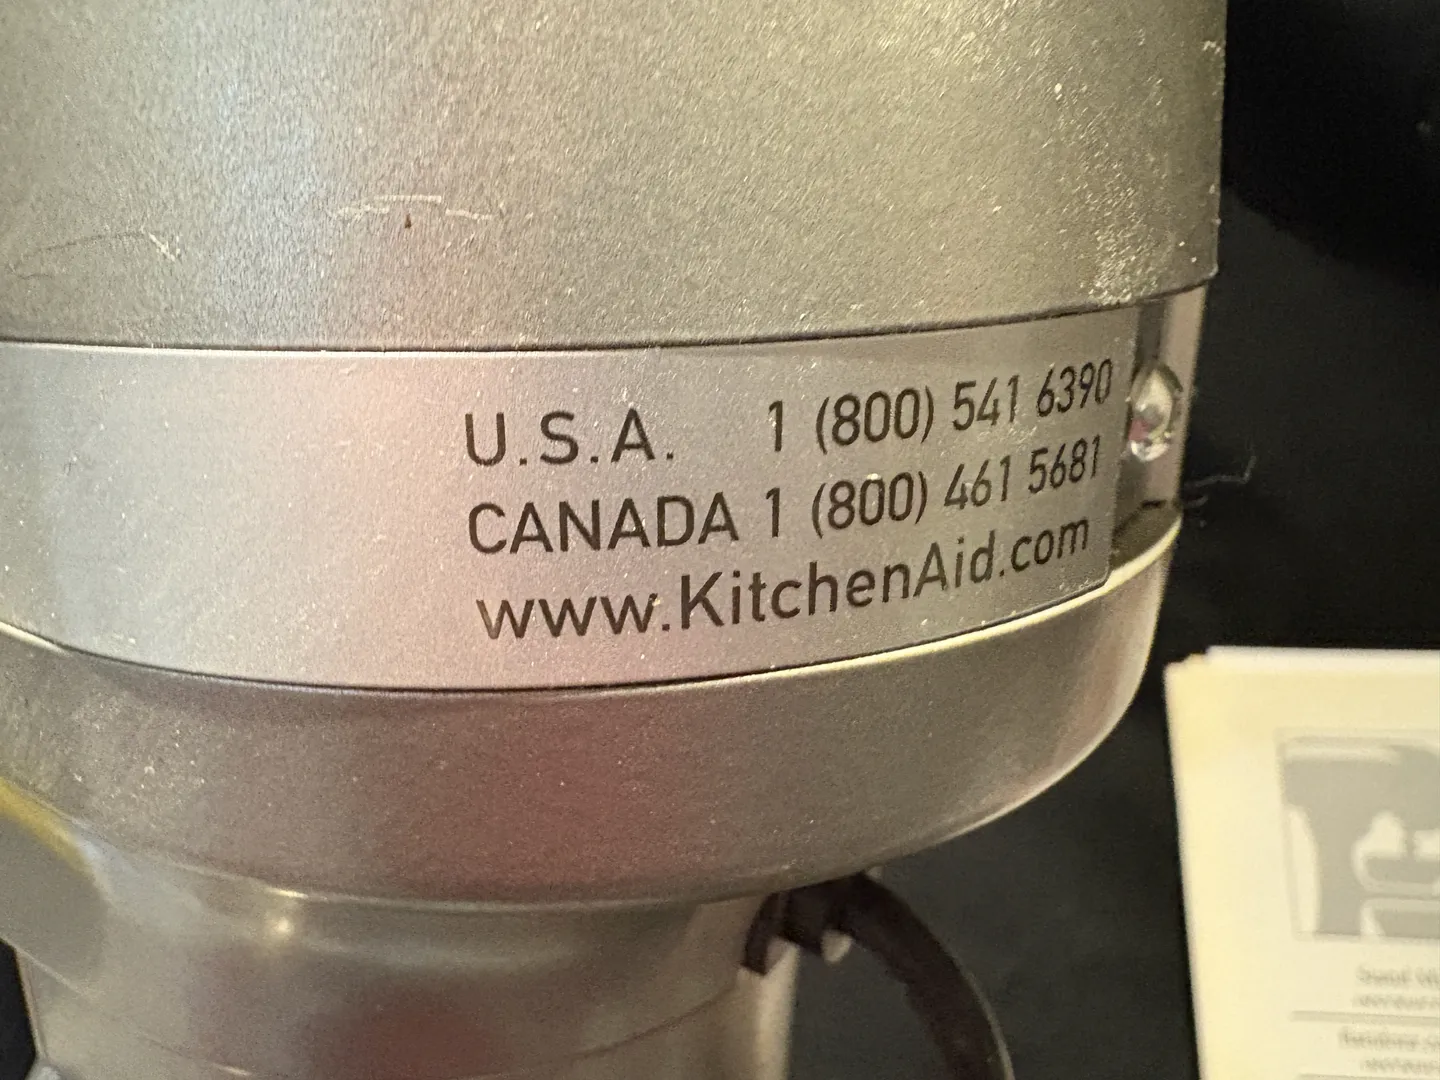 U.S.A. 1 (800) 541 6390
CANADA 1 (800) 461 5681
www.KitchenAid.com